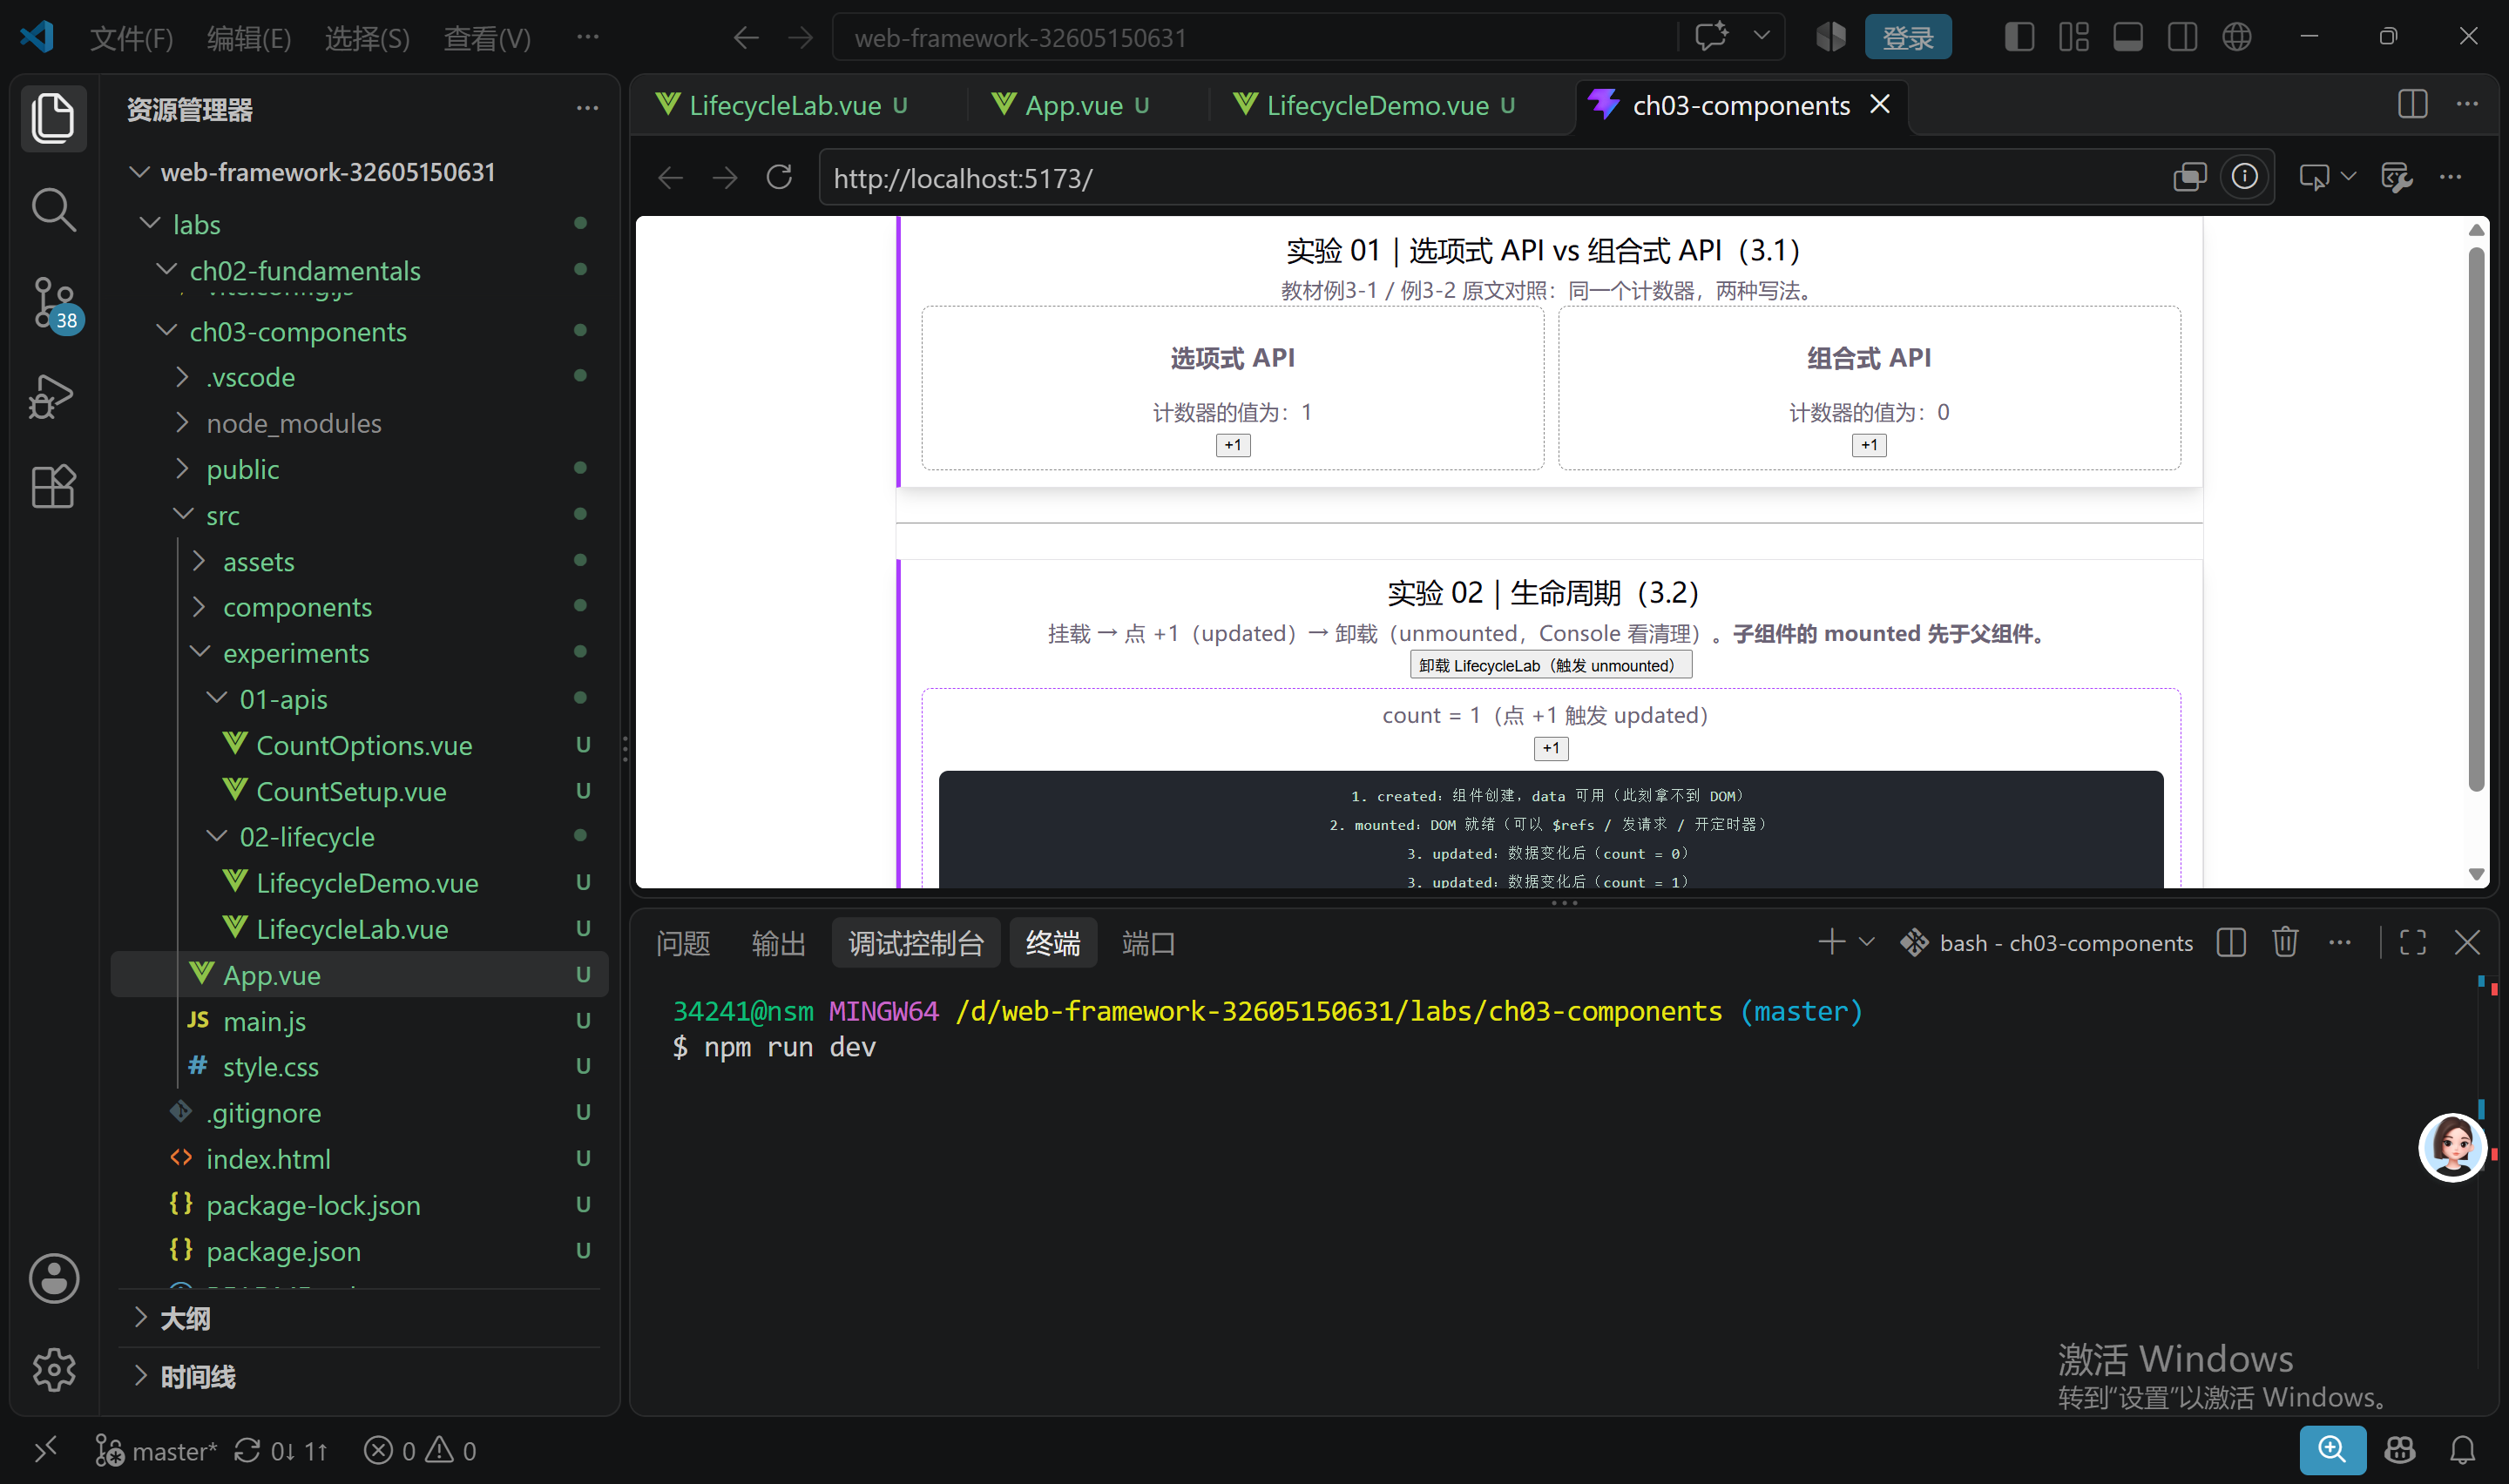 文件(F) 编辑(E) 选择(S) 查看(V) ··· web-framework-32605150631 登录
资源管理器
web-framework-32605150631
labs
ch02-fundamentals
vite.config.js
ch03-components
.vscode
node_modules
public
src
assets
components
experiments
01-apis
CountOptions.vue U
CountSetup.vue U
02-lifecycle
LifecycleDemo.vue U
LifecycleLab.vue U
App.vue U
JS main.js U
# style.css U
.gitignore U
<> index.html U
{} package-lock.json U
{} package.json U
大纲
时间线
38
LifecycleLab.vue U App.vue U LifecycleDemo.vue U ch03-components
http://localhost:5173/
实验 01｜选项式 API vs 组合式 API（3.1）
教材例3-1 / 例3-2 原文对照：同一个计数器，两种写法。
选项式 API
计数器的值为：1
+1
组合式 API
计数器的值为：0
+1
实验 02｜生命周期（3.2）
挂载 → 点 +1（updated）→ 卸载（unmounted，Console 看清理）。子组件的 mounted 先于父组件。
卸载 LifecycleLab（触发 unmounted）
count = 1（点 +1 触发 updated）
+1
1. created：组件创建，data 可用（此刻拿不到 DOM）
2. mounted：DOM 就绪（可以 $refs / 发请求 / 开定时器）
3. updated：数据变化后（count = 0）
3. updated：数据变化后（count = 1）
问题 输出 调试控制台 终端 端口 bash - ch03-components
34241@nsm MINGW64 /d/web-framework-32605150631/labs/ch03-components (master)
$ npm run dev
激活 Windows
转到“设置”以激活 Windows。
master* 0↓ 1↑ 0 0